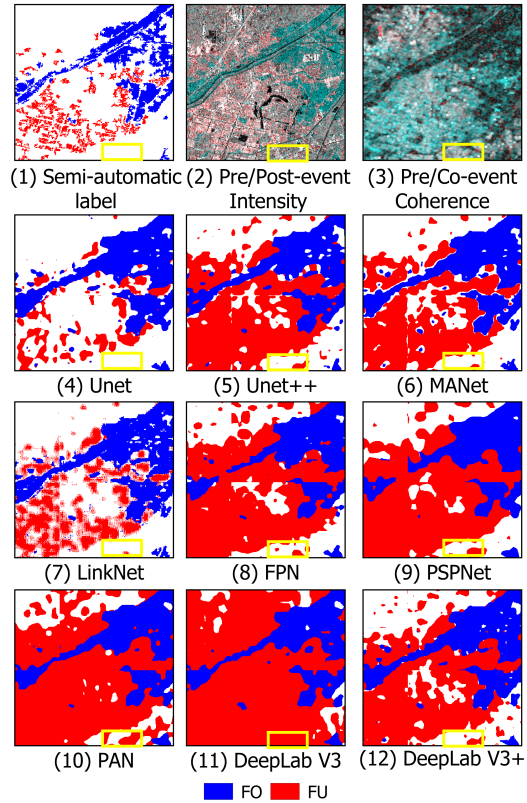 (1) Semi-automatic
label
(2) Pre/Post-event
Intensity
(3) Pre/Co-event
Coherence
(4) Unet
(5) Unet++
(6) MANet
(7) LinkNet
(8) FPN
(9) PSPNet
(10) PAN
(11) DeepLab V3
(12) DeepLab V3+
FO
FU